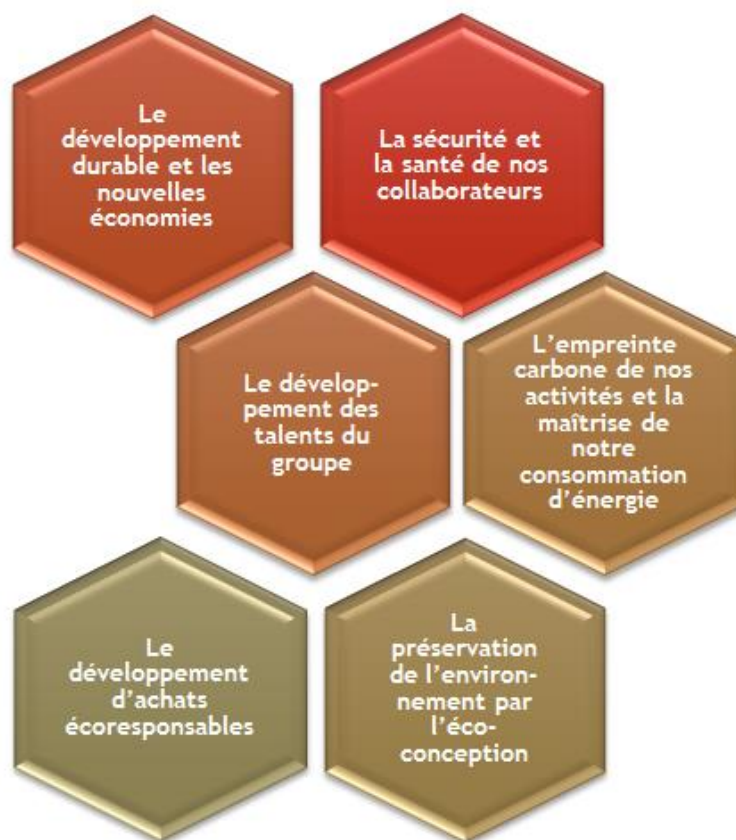 Le
développement
durable et les
nouvelles
économies
La sécurité et
la santé de nos
collaborateurs
Le dévelop-
pement des
talents du
groupe
L'empreinte
carbone de nos
activités et la
maîtrise de
notre
consommation
d'énergie
Le
développement
d'achats
écoresponsables
La
préservation
de l'environ-
nement par
l'éco-
conception